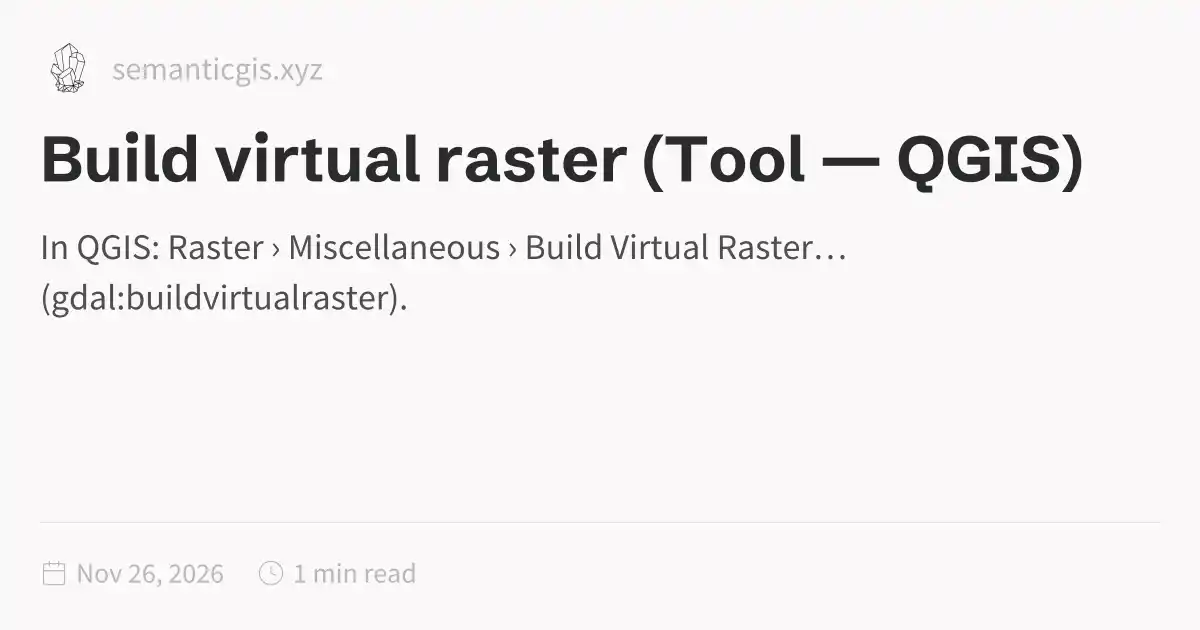 semanticgis.xyz
Build virtual raster (Tool — QGIS)
In QGIS: Raster › Miscellaneous › Build Virtual Raster…
(gdal:buildvirtualraster).
Nov 26, 2026
1 min read